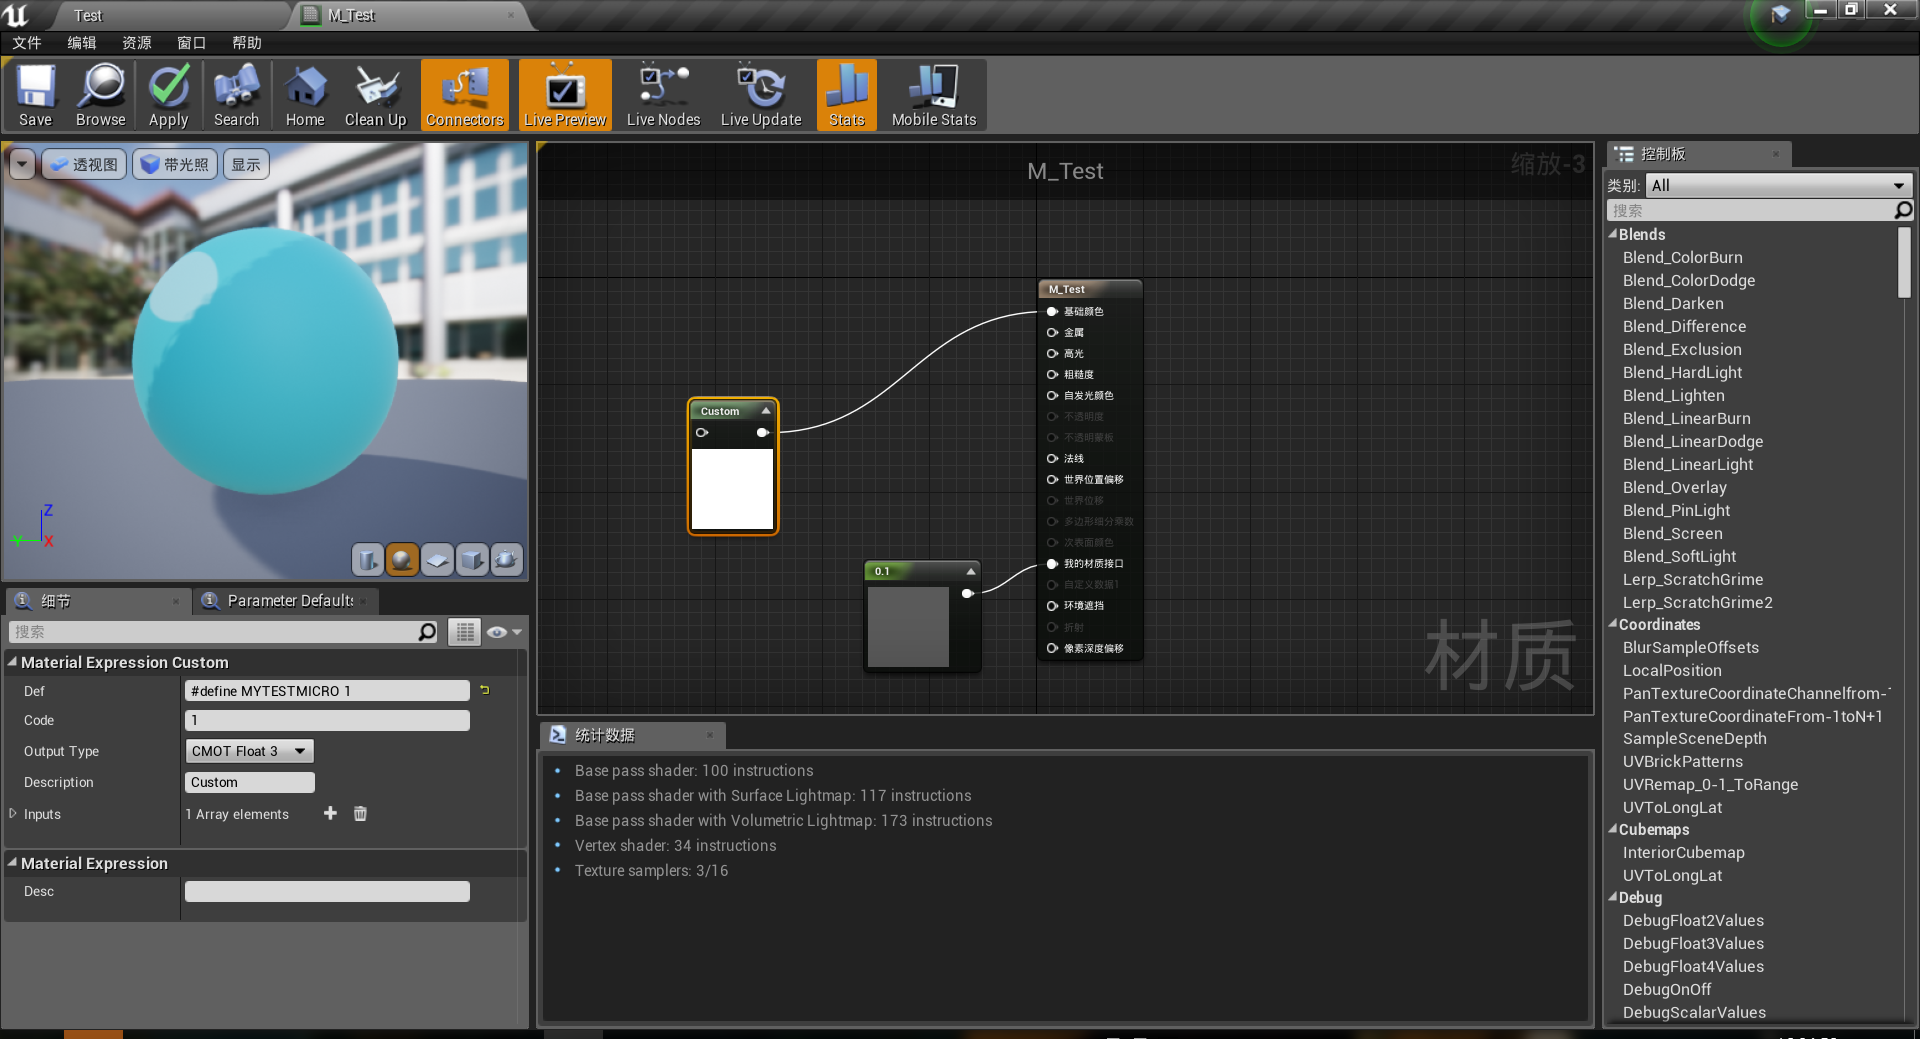 Test
M_Test
文件
编辑
资源
窗口
帮助
Save
Browse
Apply
Search
Home
Clean Up
Connectors
Live Preview
Live Nodes
Live Update
Stats
Mobile Stats
透视图
带光照
显示
Z
Y
X
细节
Parameter Defaults
搜索
Material Expression Custom
Def
#define MYTESTMICRO 1
Code
1
Output Type
CMOT Float 3
Description
Custom
Inputs
1 Array elements
Material Expression
Desc
M_Test
缩放-3
Custom
0.1
M_Test
基础颜色
金属
高光
粗糙度
自发光颜色
不透明度
不透明蒙板
法线
世界位置偏移
世界位移
多边形细分乘数
次表面颜色
我的材质接口
自定义数据1
环境遮挡
折射
像素深度偏移
材质
统计数据
Base pass shader: 100 instructions
Base pass shader with Surface Lightmap: 117 instructions
Base pass shader with Volumetric Lightmap: 173 instructions
Vertex shader: 34 instructions
Texture samplers: 3/16
控制板
类别:
All
搜索
Blends
Blend_ColorBurn
Blend_ColorDodge
Blend_Darken
Blend_Difference
Blend_Exclusion
Blend_HardLight
Blend_Lighten
Blend_LinearBurn
Blend_LinearDodge
Blend_LinearLight
Blend_Overlay
Blend_PinLight
Blend_Screen
Blend_SoftLight
Lerp_ScratchGrime
Lerp_ScratchGrime2
Coordinates
BlurSampleOffsets
LocalPosition
PanTextureCoordinateChannelfrom-
PanTextureCoordinateFrom-1toN+1
SampleSceneDepth
UVBrickPatterns
UVRemap_0-1_ToRange
UVToLongLat
Cubemaps
InteriorCubemap
UVToLongLat
Debug
DebugFloat2Values
DebugFloat3Values
DebugFloat4Values
DebugOnOff
DebugScalarValues